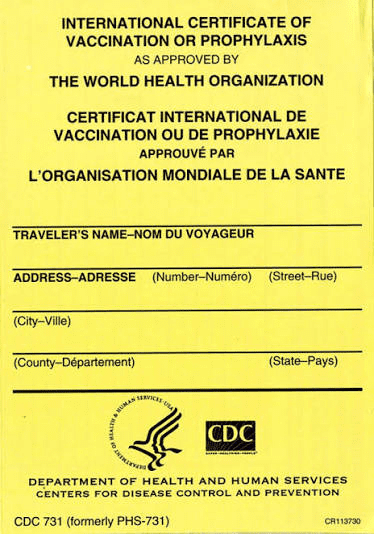 INTERNATIONAL CERTIFICATE OF
VACCINATION OR PROPHYLAXIS
AS APPROVED BY
THE WORLD HEALTH ORGANIZATION
CERTIFICAT INTERNATIONAL DE
VACCINATION OU DE PROPHYLAXIE
APPROUVÉ PAR
L'ORGANISATION MONDIALE DE LA SANTE
TRAVELER'S NAME–NOM DU VOYAGEUR
ADDRESS–ADRESSE (Number–Numéro) (Street–Rue)
(City–Ville)
(County–Département) (State–Pays)
DEPARTMENT OF HEALTH & HUMAN SERVICES·USA
CDC
SAFER·HEALTHIER·PEOPLE™
DEPARTMENT OF HEALTH AND HUMAN SERVICES
CENTERS FOR DISEASE CONTROL AND PREVENTION
CDC 731 (formerly PHS-731) CR113730